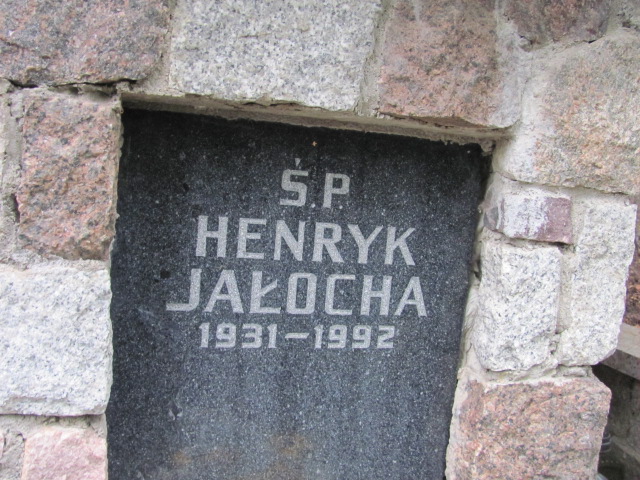 Ś.P.
HENRYK
JAŁOCHA
1931-1992